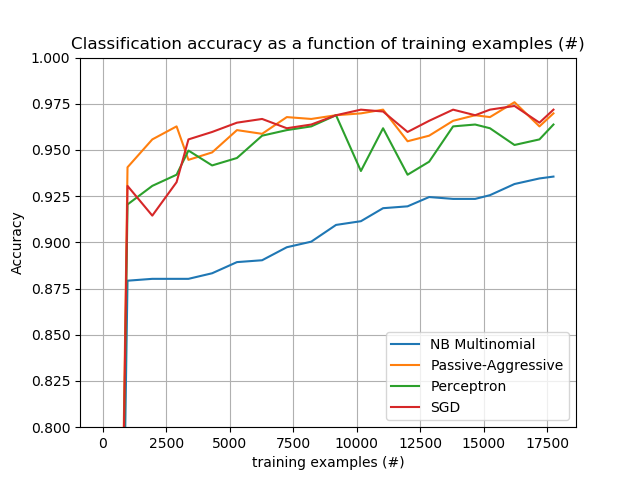 Classification accuracy as a function of training examples (#)
1.000
0.975
0.950
0.925
0.900
0.875
0.850
0.825
0.800
Accuracy
NB Multinomial
Passive-Aggressive
Perceptron
SGD
0 2500 5000 7500 10000 12500 15000 17500
training examples (#)